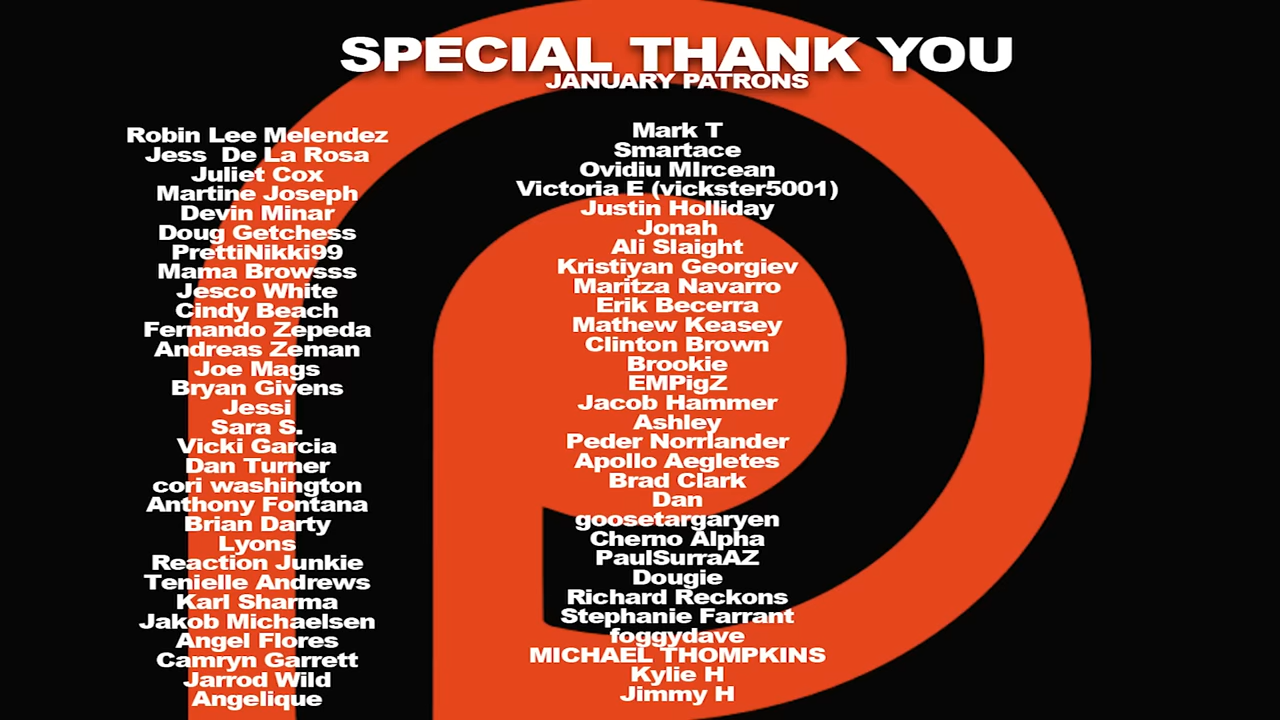 SPECIAL THANK YOU
JANUARY PATRONS
Robin Lee Melendez
Jess  De La Rosa
Juliet Cox
Martine Joseph
Devin Minar
Doug Getchess
PrettiNikki99
Mama Browsss
Jesco White
Cindy Beach
Fernando Zepeda
Andreas Zeman
Joe Mags
Bryan Givens
Jessi
Sara S.
Vicki Garcia
Dan Turner
cori washington
Anthony Fontana
Brian Darty
Lyons
Reaction Junkie
Tenielle Andrews
Karl Sharma
Jakob Michaelsen
Angel Flores
Camryn Garrett
Jarrod Wild
Angelique
Mark T
Smartace
Ovidiu MIrcean
Victoria E (vickster5001)
Justin Holliday
Jonah
Ali Slaight
Kristiyan Georgiev
Maritza Navarro
Erik Becerra
Mathew Keasey
Clinton Brown
Brookie
EMPigZ
Jacob Hammer
Ashley
Peder Norrlander
Apollo Aegletes
Brad Clark
Dan
goosetargaryen
Cherno Alpha
PaulSurraAZ
Dougie
Richard Reckons
Stephanie Farrant
foggydave
MICHAEL THOMPKINS
Kylie H
Jimmy H